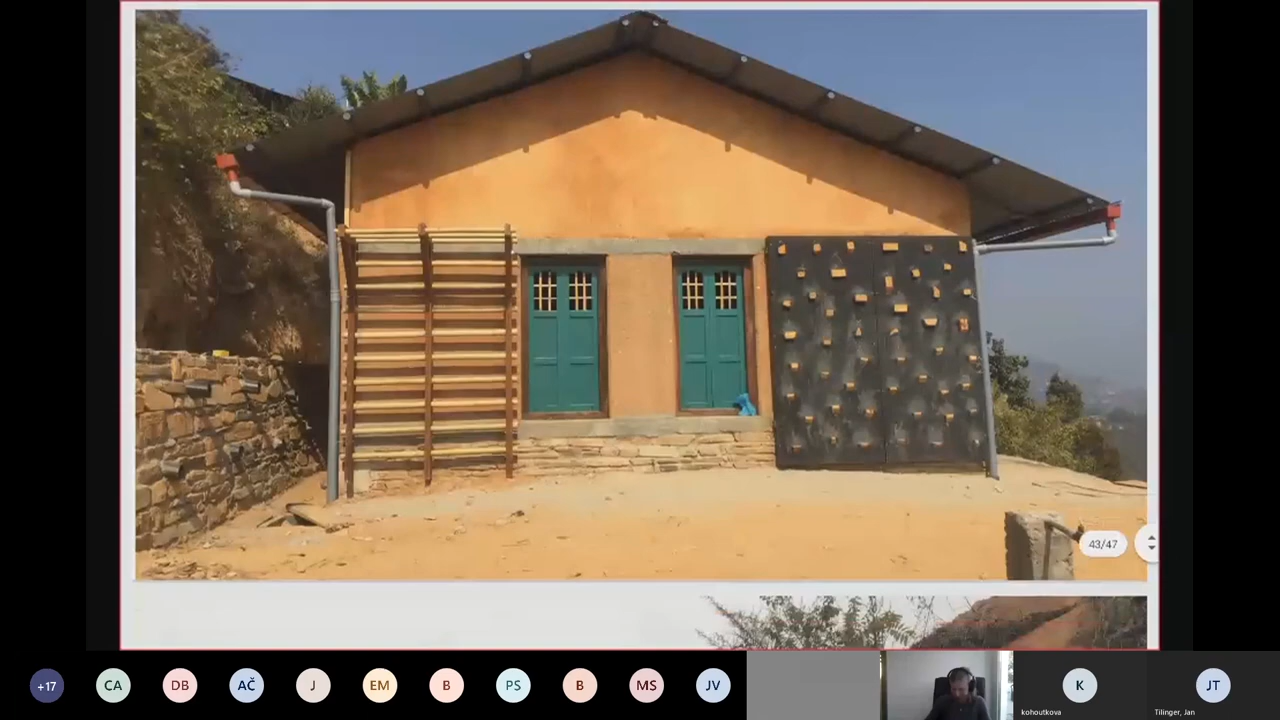 43/47
+17
CA
DB
AČ
J
EM
B
PS
B
MS
JV
K
kohoutkova
JT
Tilinger, Jan